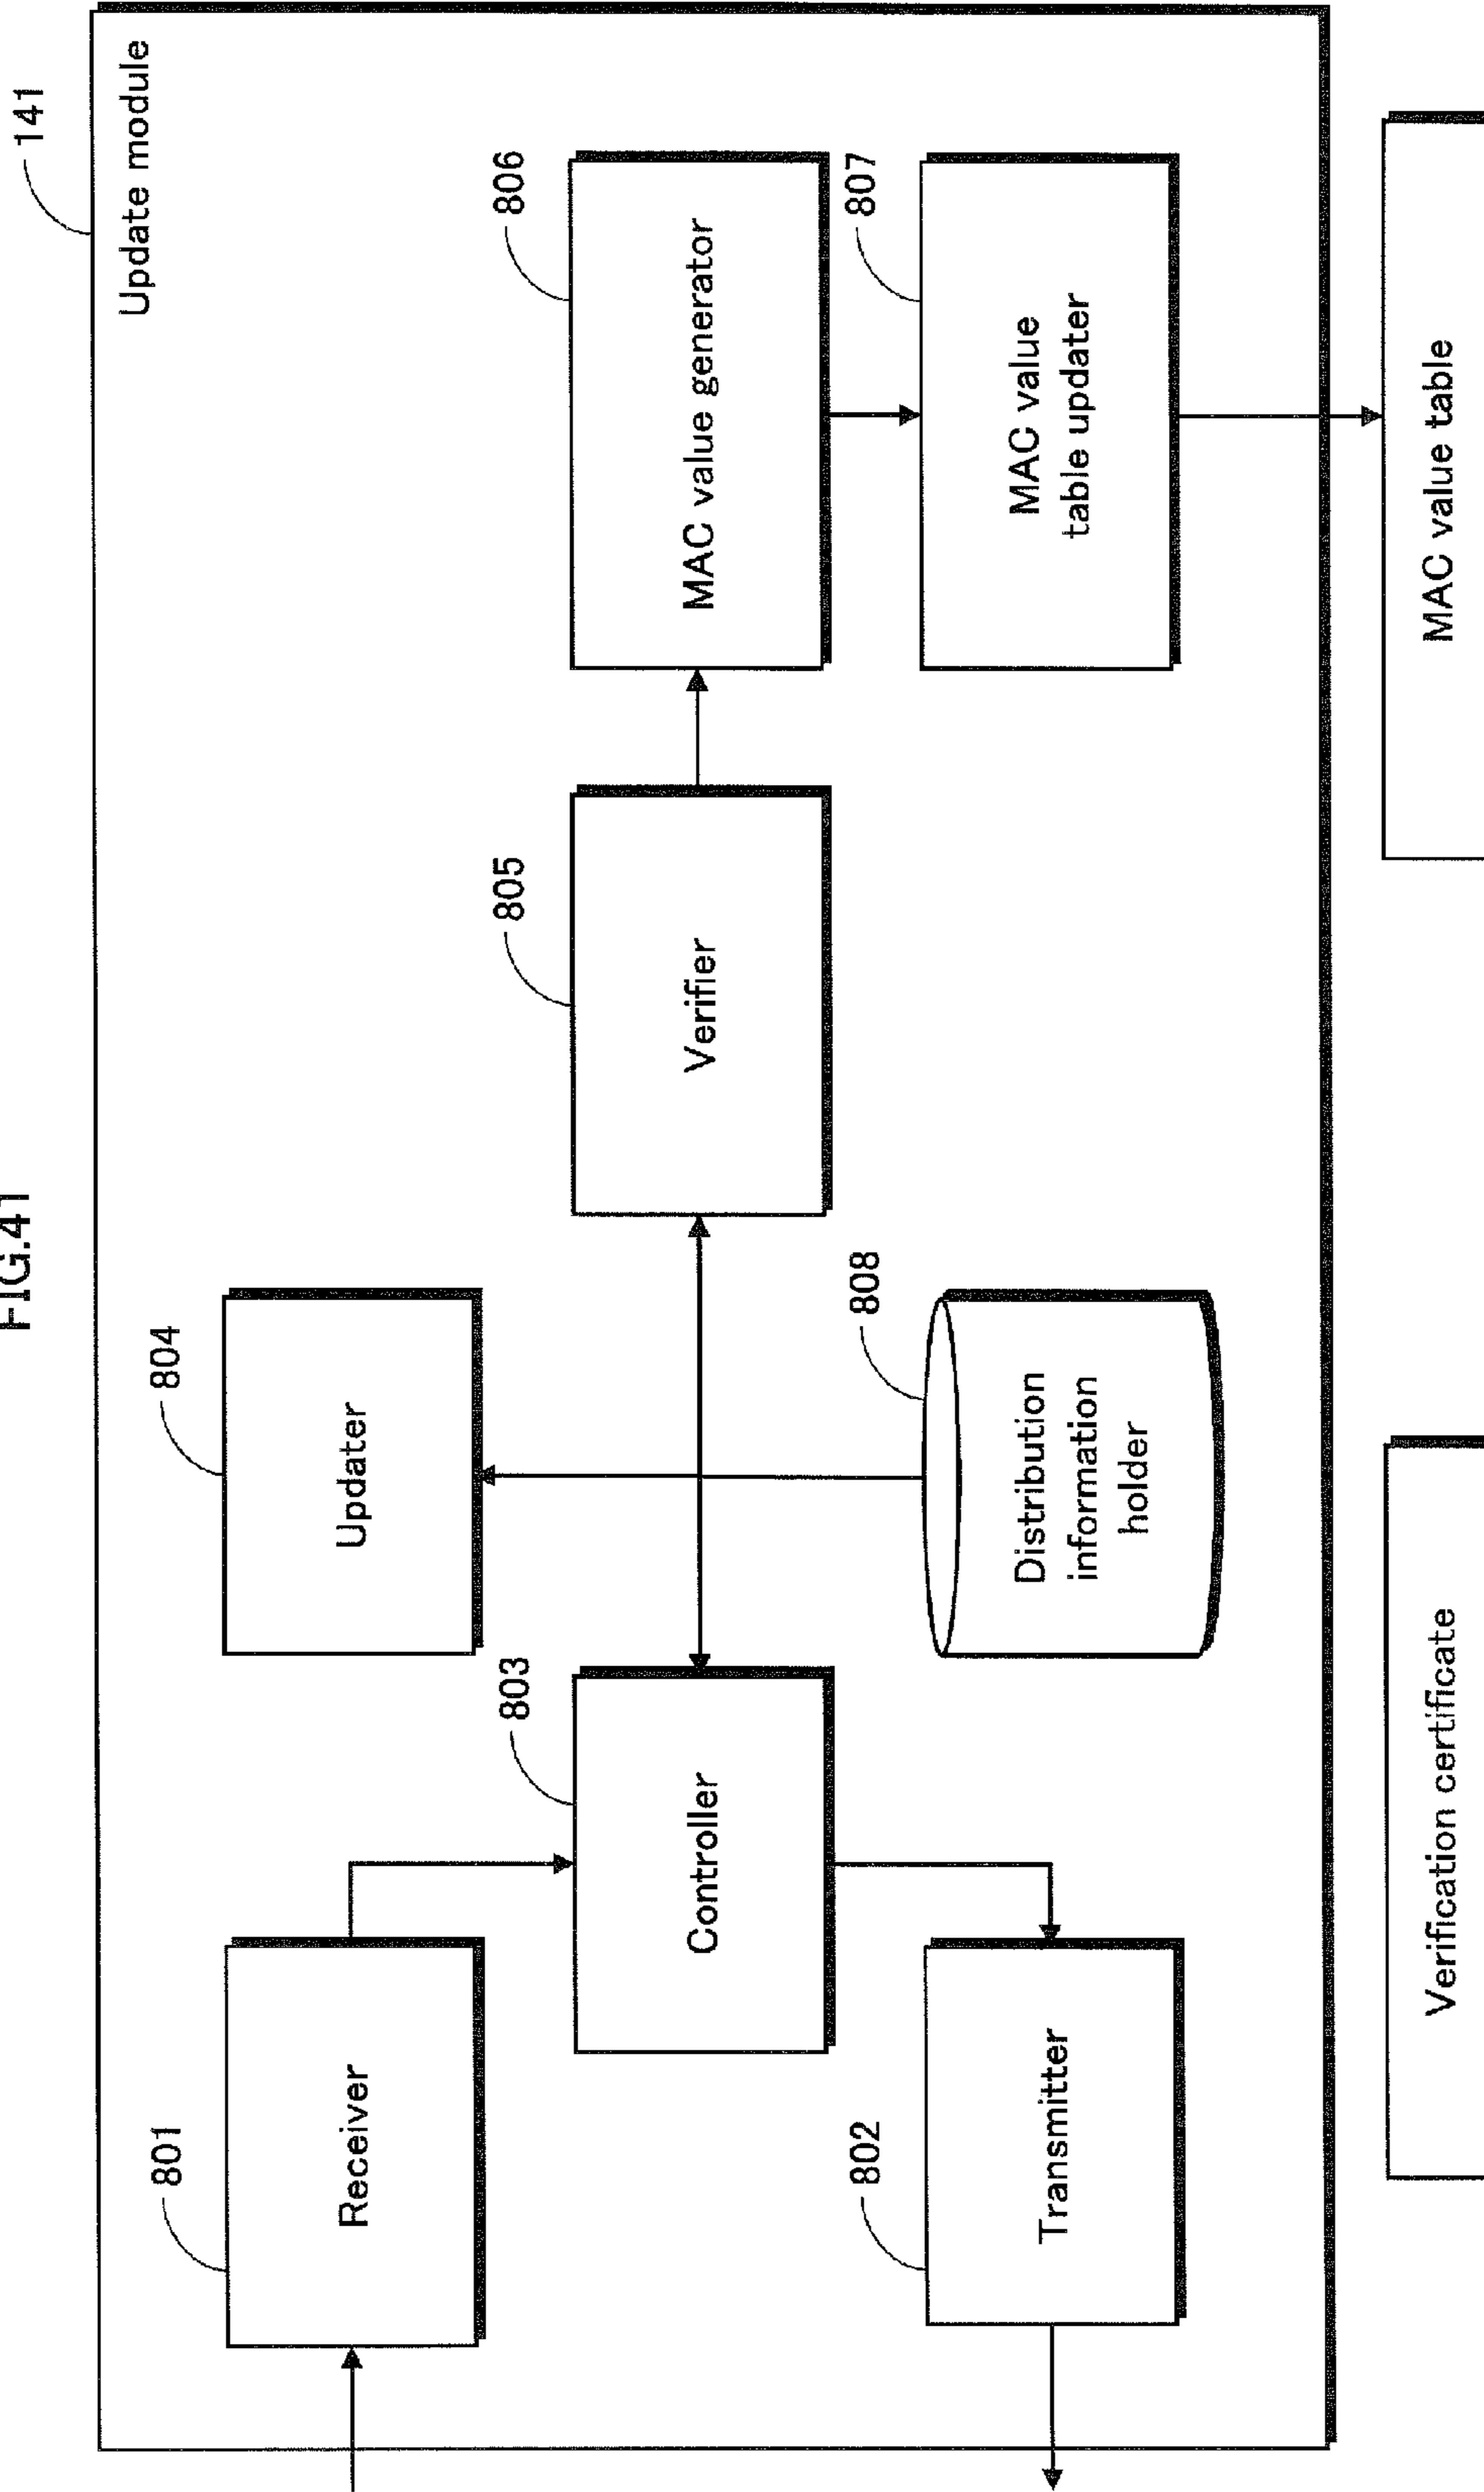 FIG.41
141
Update module
801
Receiver
802
Transmitter
803
Controller
804
Updater
808
Distribution
information
holder
805
Verifier
806
MAC value generator
807
MAC value
table updater
Verification certificate
MAC value table